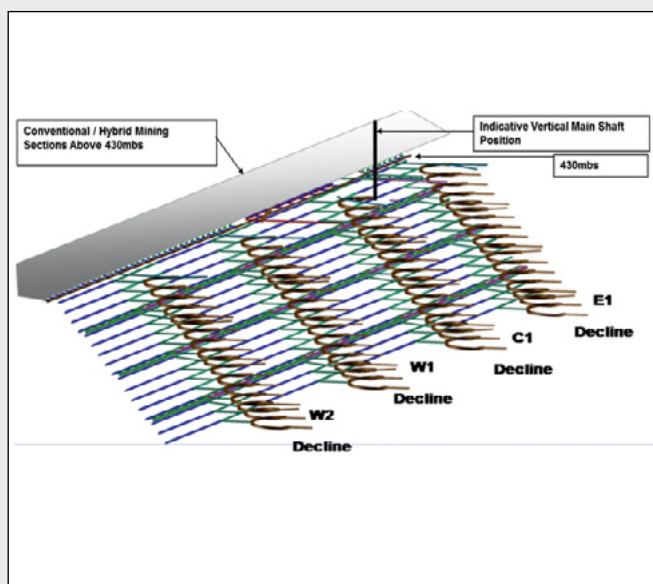 Conventional / Hybrid Mining
Sections Above 430mbs
Indicative Vertical Main Shaft
Position
430mbs
E1
Decline
C1
Decline
W1
Decline
W2
Decline